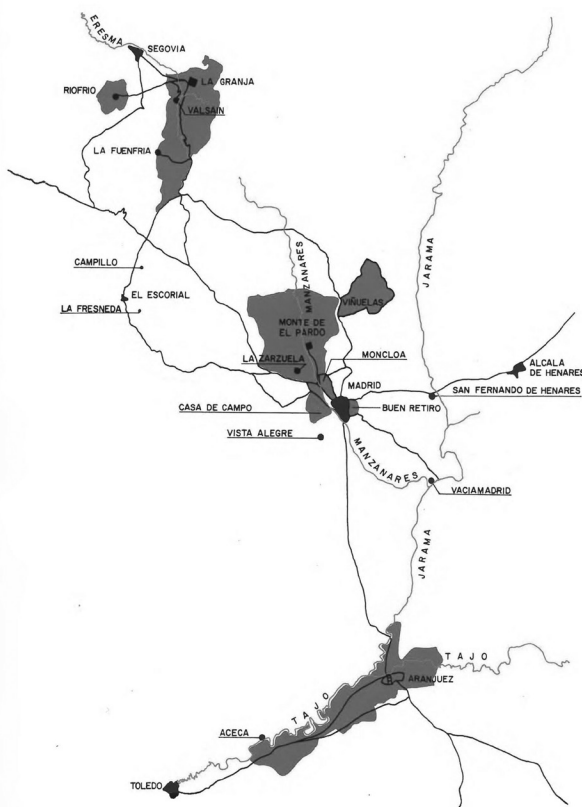 ERESMA
SEGOVIA
LA GRANJA
RIOFRIO
VALSAIN
LA FUENFRIA
MANZANARES
JARAMA
CAMPILLO
EL ESCORIAL
LA FRESNEDA
VIÑUELAS
MONTE DE
EL PARDO
LA ZARZUELA
MONCLOA
ALCALA
DE HENARES
MADRID
SAN FERNANDO DE HENARES
CASA DE CAMPO
BUEN RETIRO
VISTA ALEGRE
MANZANARES
VACIAMADRID
JARAMA
TAJO
ARANJUEZ
TAJO
ACECA
TOLEDO